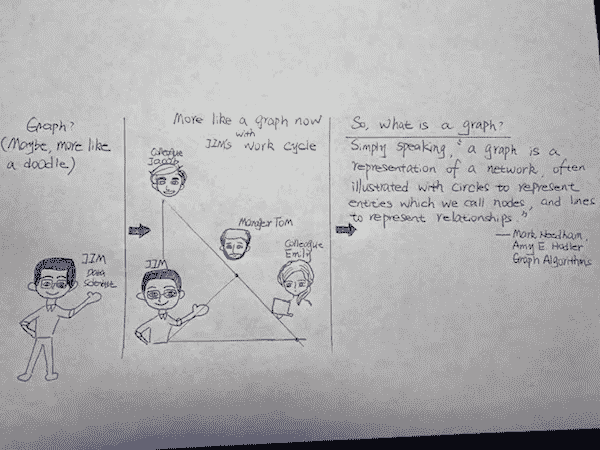 Graph?
(Maybe, more like
a doodle.)
JIM
Data
Scientist
More like a graph now
with
JIM's work cycle
Colleague
Jacob
Manager Tom
Colleague
Emily
JIM
So, what is a graph?
Simply speaking, "a graph is a
representation of a network, often
illustrated with circles to represent
entities which we call nodes, and lines
to represent relationships."
— Mark Needham,
Amy E. Hodler
Graph Algorithms